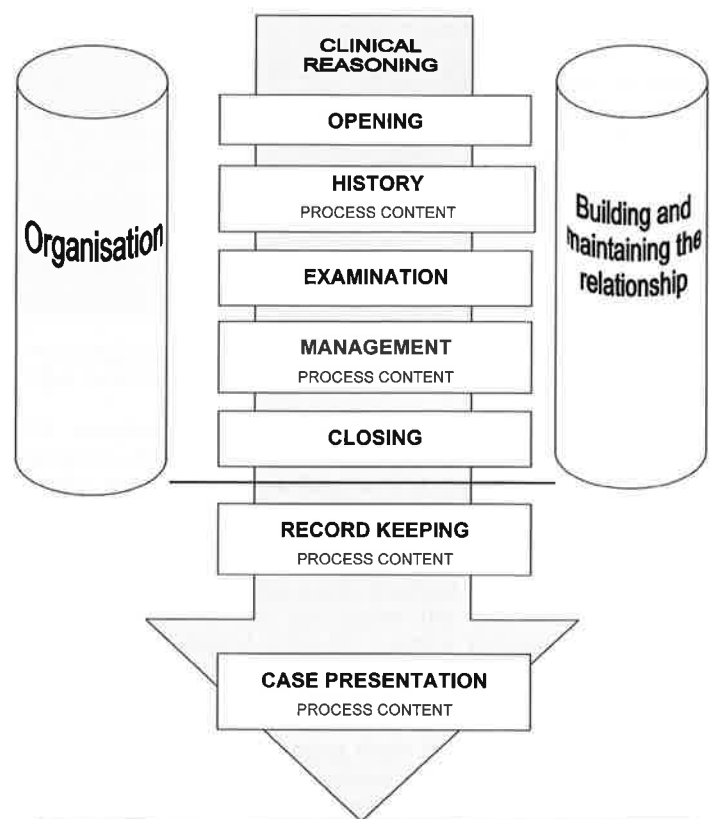 CLINICAL
REASONING
OPENING
HISTORY
PROCESS CONTENT
Organisation
Building and
maintaining the
relationship
EXAMINATION
MANAGEMENT
PROCESS CONTENT
CLOSING
RECORD KEEPING
PROCESS CONTENT
CASE PRESENTATION
PROCESS CONTENT